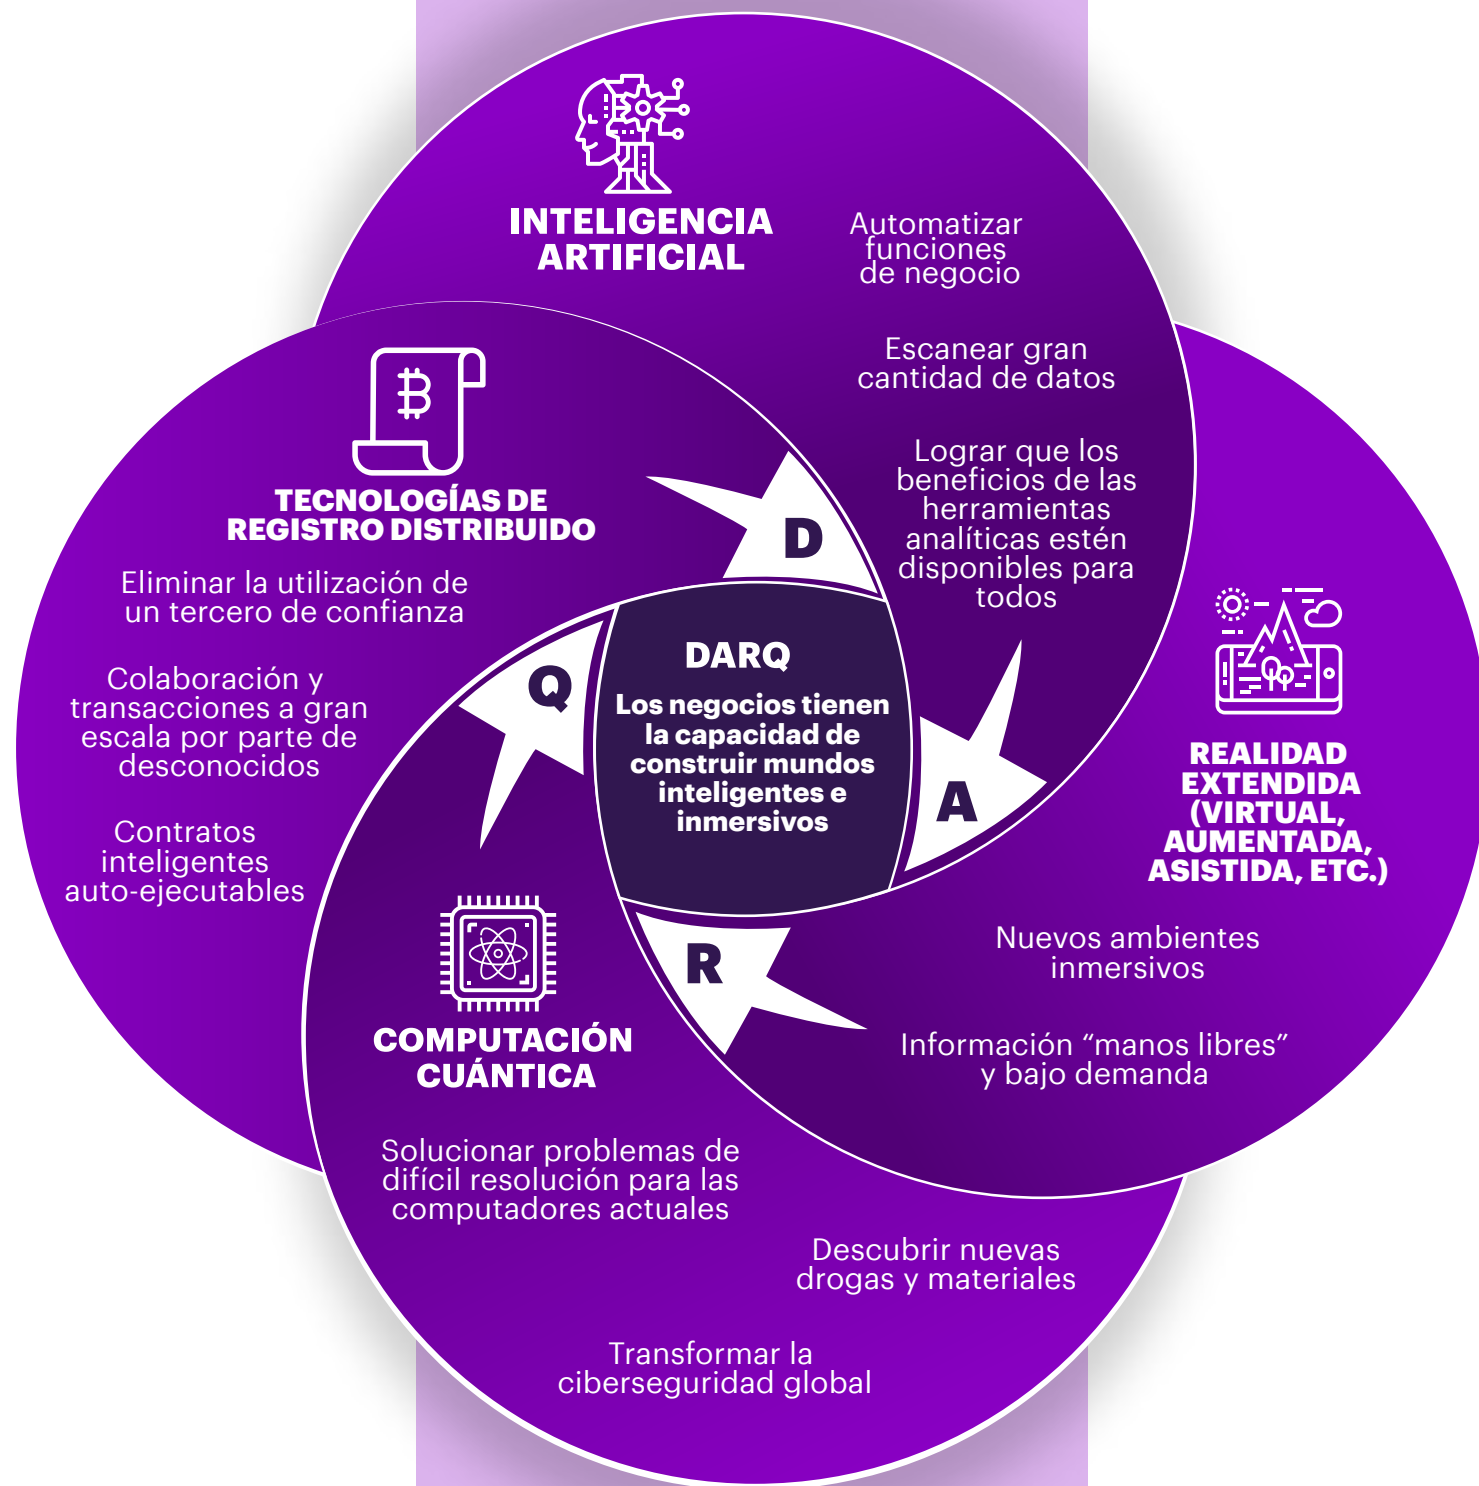 INTELIGENCIA
ARTIFICIAL
Automatizar
funciones
de negocio
Escanear gran
cantidad de datos
Lograr que los
beneficios de las
herramientas
analíticas estén
disponibles para
todos
TECNOLOGÍAS DE
REGISTRO DISTRIBUIDO
Eliminar la utilización de
un tercero de confianza
Colaboración y
transacciones a gran
escala por parte de
desconocidos
Contratos
inteligentes
auto-ejecutables
D
A
R
Q
DARQ
Los negocios tienen
la capacidad de
construir mundos
inteligentes e
inmersivos
REALIDAD
EXTENDIDA
(VIRTUAL,
AUMENTADA,
ASISTIDA, ETC.)
Nuevos ambientes
inmersivos
Información “manos libres”
y bajo demanda
COMPUTACIÓN
CUÁNTICA
Solucionar problemas de
difícil resolución para las
computadores actuales
Descubrir nuevas
drogas y materiales
Transformar la
ciberseguridad global